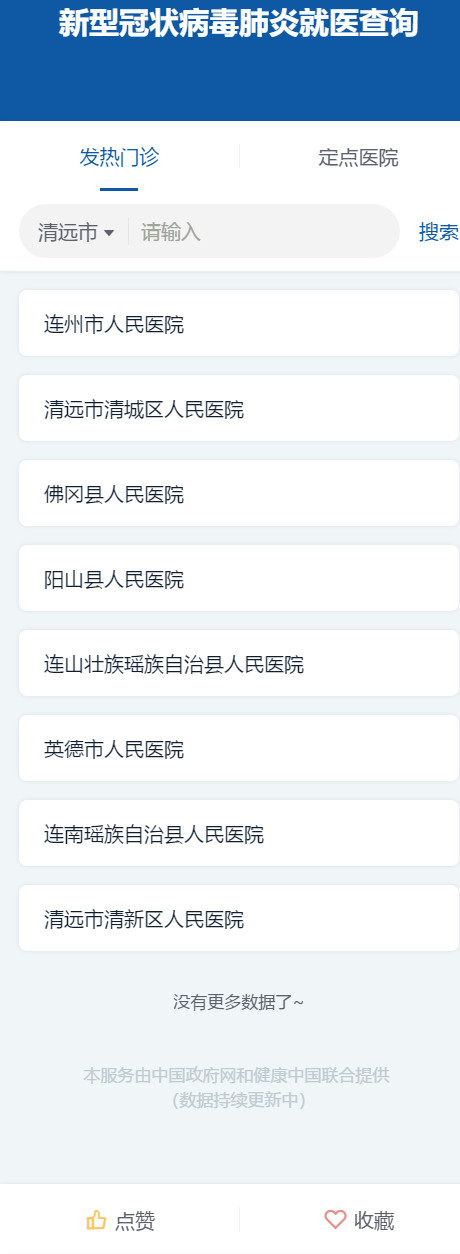 新型冠状病毒肺炎就医查询
发热门诊
定点医院
清远市 请输入 搜索
连州市人民医院
清远市清城区人民医院
佛冈县人民医院
阳山县人民医院
连山壮族瑶族自治县人民医院
英德市人民医院
连南瑶族自治县人民医院
清远市清新区人民医院
没有更多数据了~
本服务由中国政府网和健康中国联合提供
（数据持续更新中）
点赞
收藏